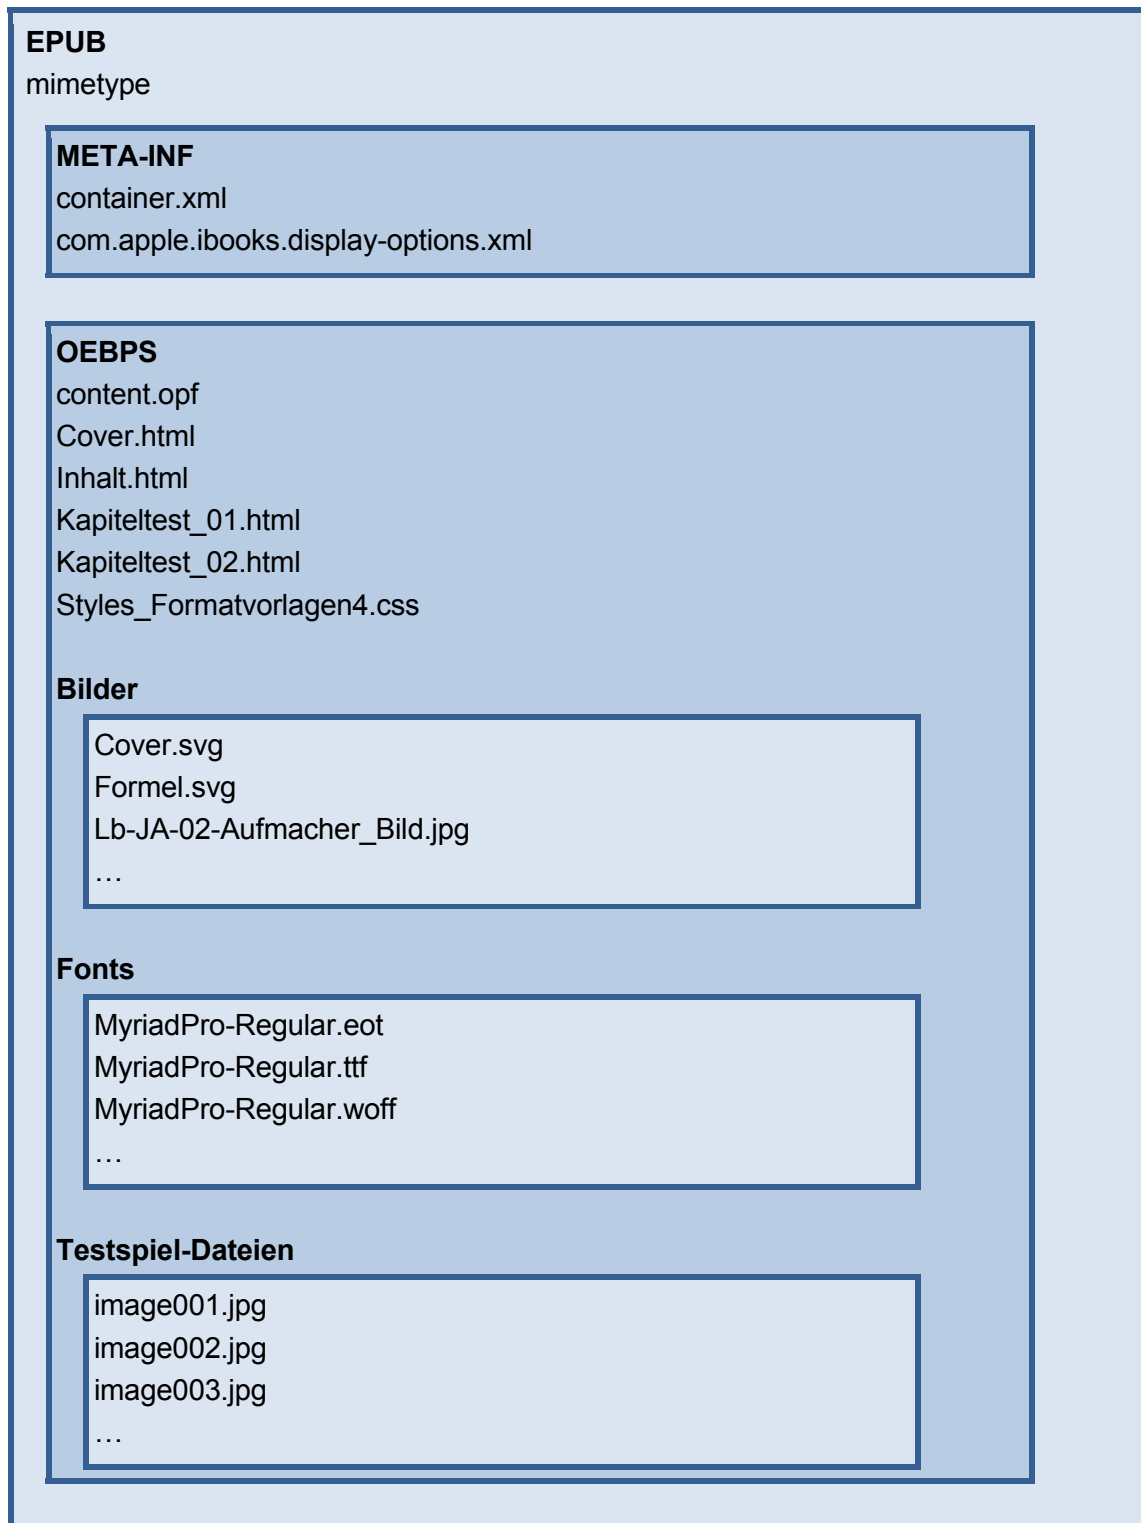 EPUB
mimetype
META-INF
container.xml
com.apple.ibooks.display-options.xml
OEBPS
content.opf
Cover.html
Inhalt.html
Kapiteltest_01.html
Kapiteltest_02.html
Styles_Formatvorlagen4.css
Bilder
Cover.svg
Formel.svg
Lb-JA-02-Aufmacher_Bild.jpg
…
Fonts
MyriadPro-Regular.eot
MyriadPro-Regular.ttf
MyriadPro-Regular.woff
…
Testspiel-Dateien
image001.jpg
image002.jpg
image003.jpg
…